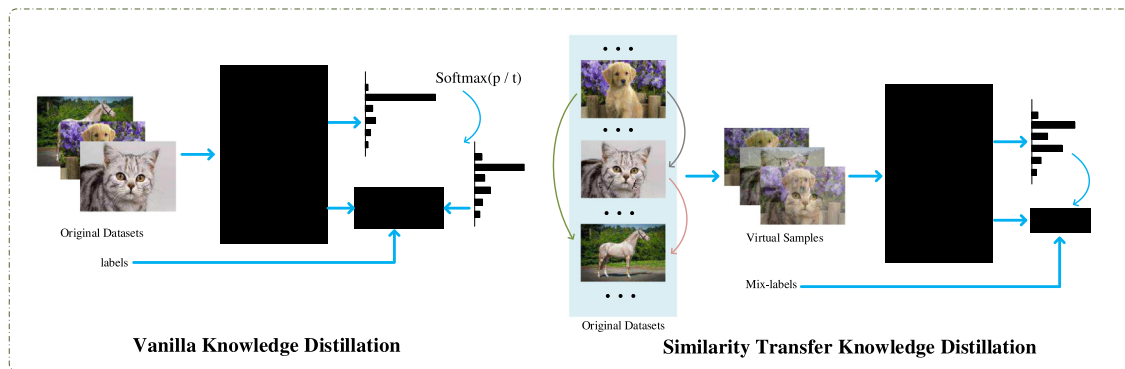 Softmax(p / t)
Original Datasets
labels
Vanilla Knowledge Distillation
Original Datasets
Virtual Samples
Mix-labels
Similarity Transfer Knowledge Distillation